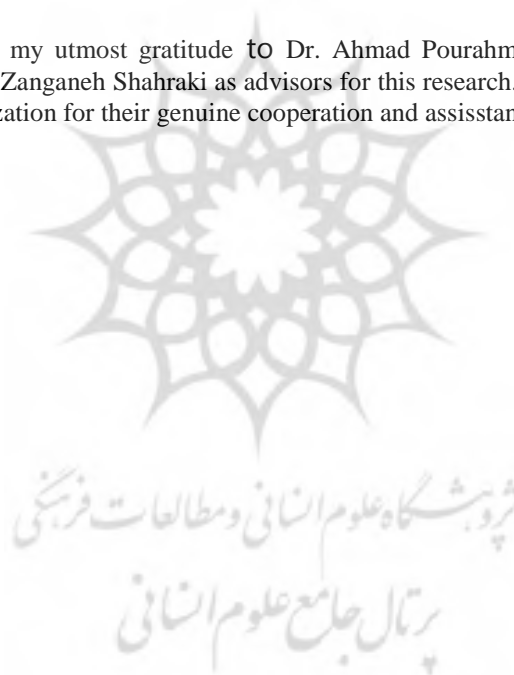 my utmost gratitude to Dr. Ahmad Pourahm
Zanganeh Shahraki as advisors for this research.
zation for their genuine cooperation and assisstan
پژوهشگاه علوم انسانی و مطالعات فرهنگی
پرتال جامع علوم انسانی